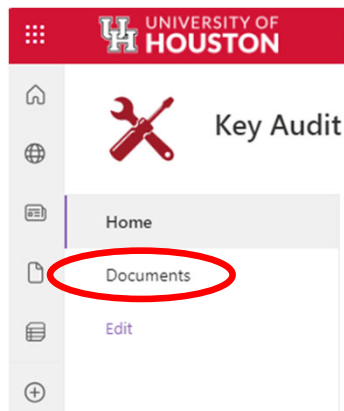 UNIVERSITY OF
HOUSTON
Key Audit
Home
Documents
Edit